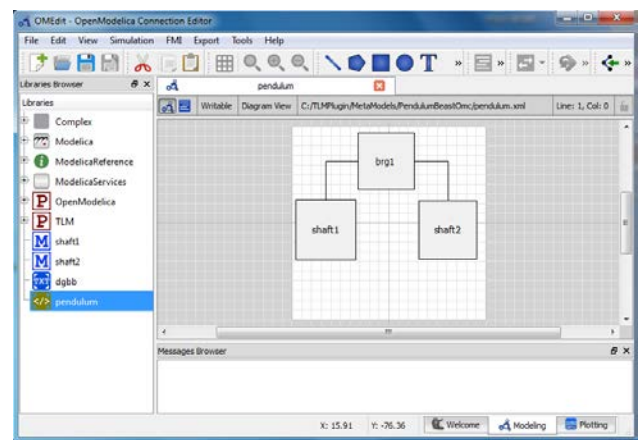 OMEdit - OpenModelica Connection Editor
File Edit View Simulation FMI Export Tools Help
T » » »
Libraries Browser
pendulum
Libraries
Writable Diagram View C:/TLMPlugin/MetaModels/PendulumBeastOmc/pendulum.xml Line: 1, Col: 0
Complex
Modelica
ModelicaReference
ModelicaServices
P OpenModelica
P TLM
M shaft1
M shaft2
TXT dgbb
</> pendulum
brg1
shaft1
shaft2
Messages Browser
X: 15.91 Y: -76.36 Welcome Modeling Plotting